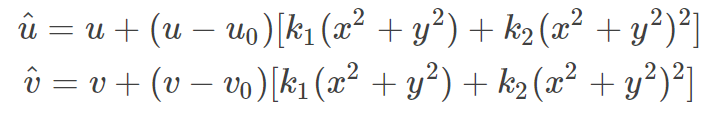 û = u + (u − u₀)[k₁(x² + y²) + k₂(x² + y²)²]
v̂ = v + (v − v₀)[k₁(x² + y²) + k₂(x² + y²)²]